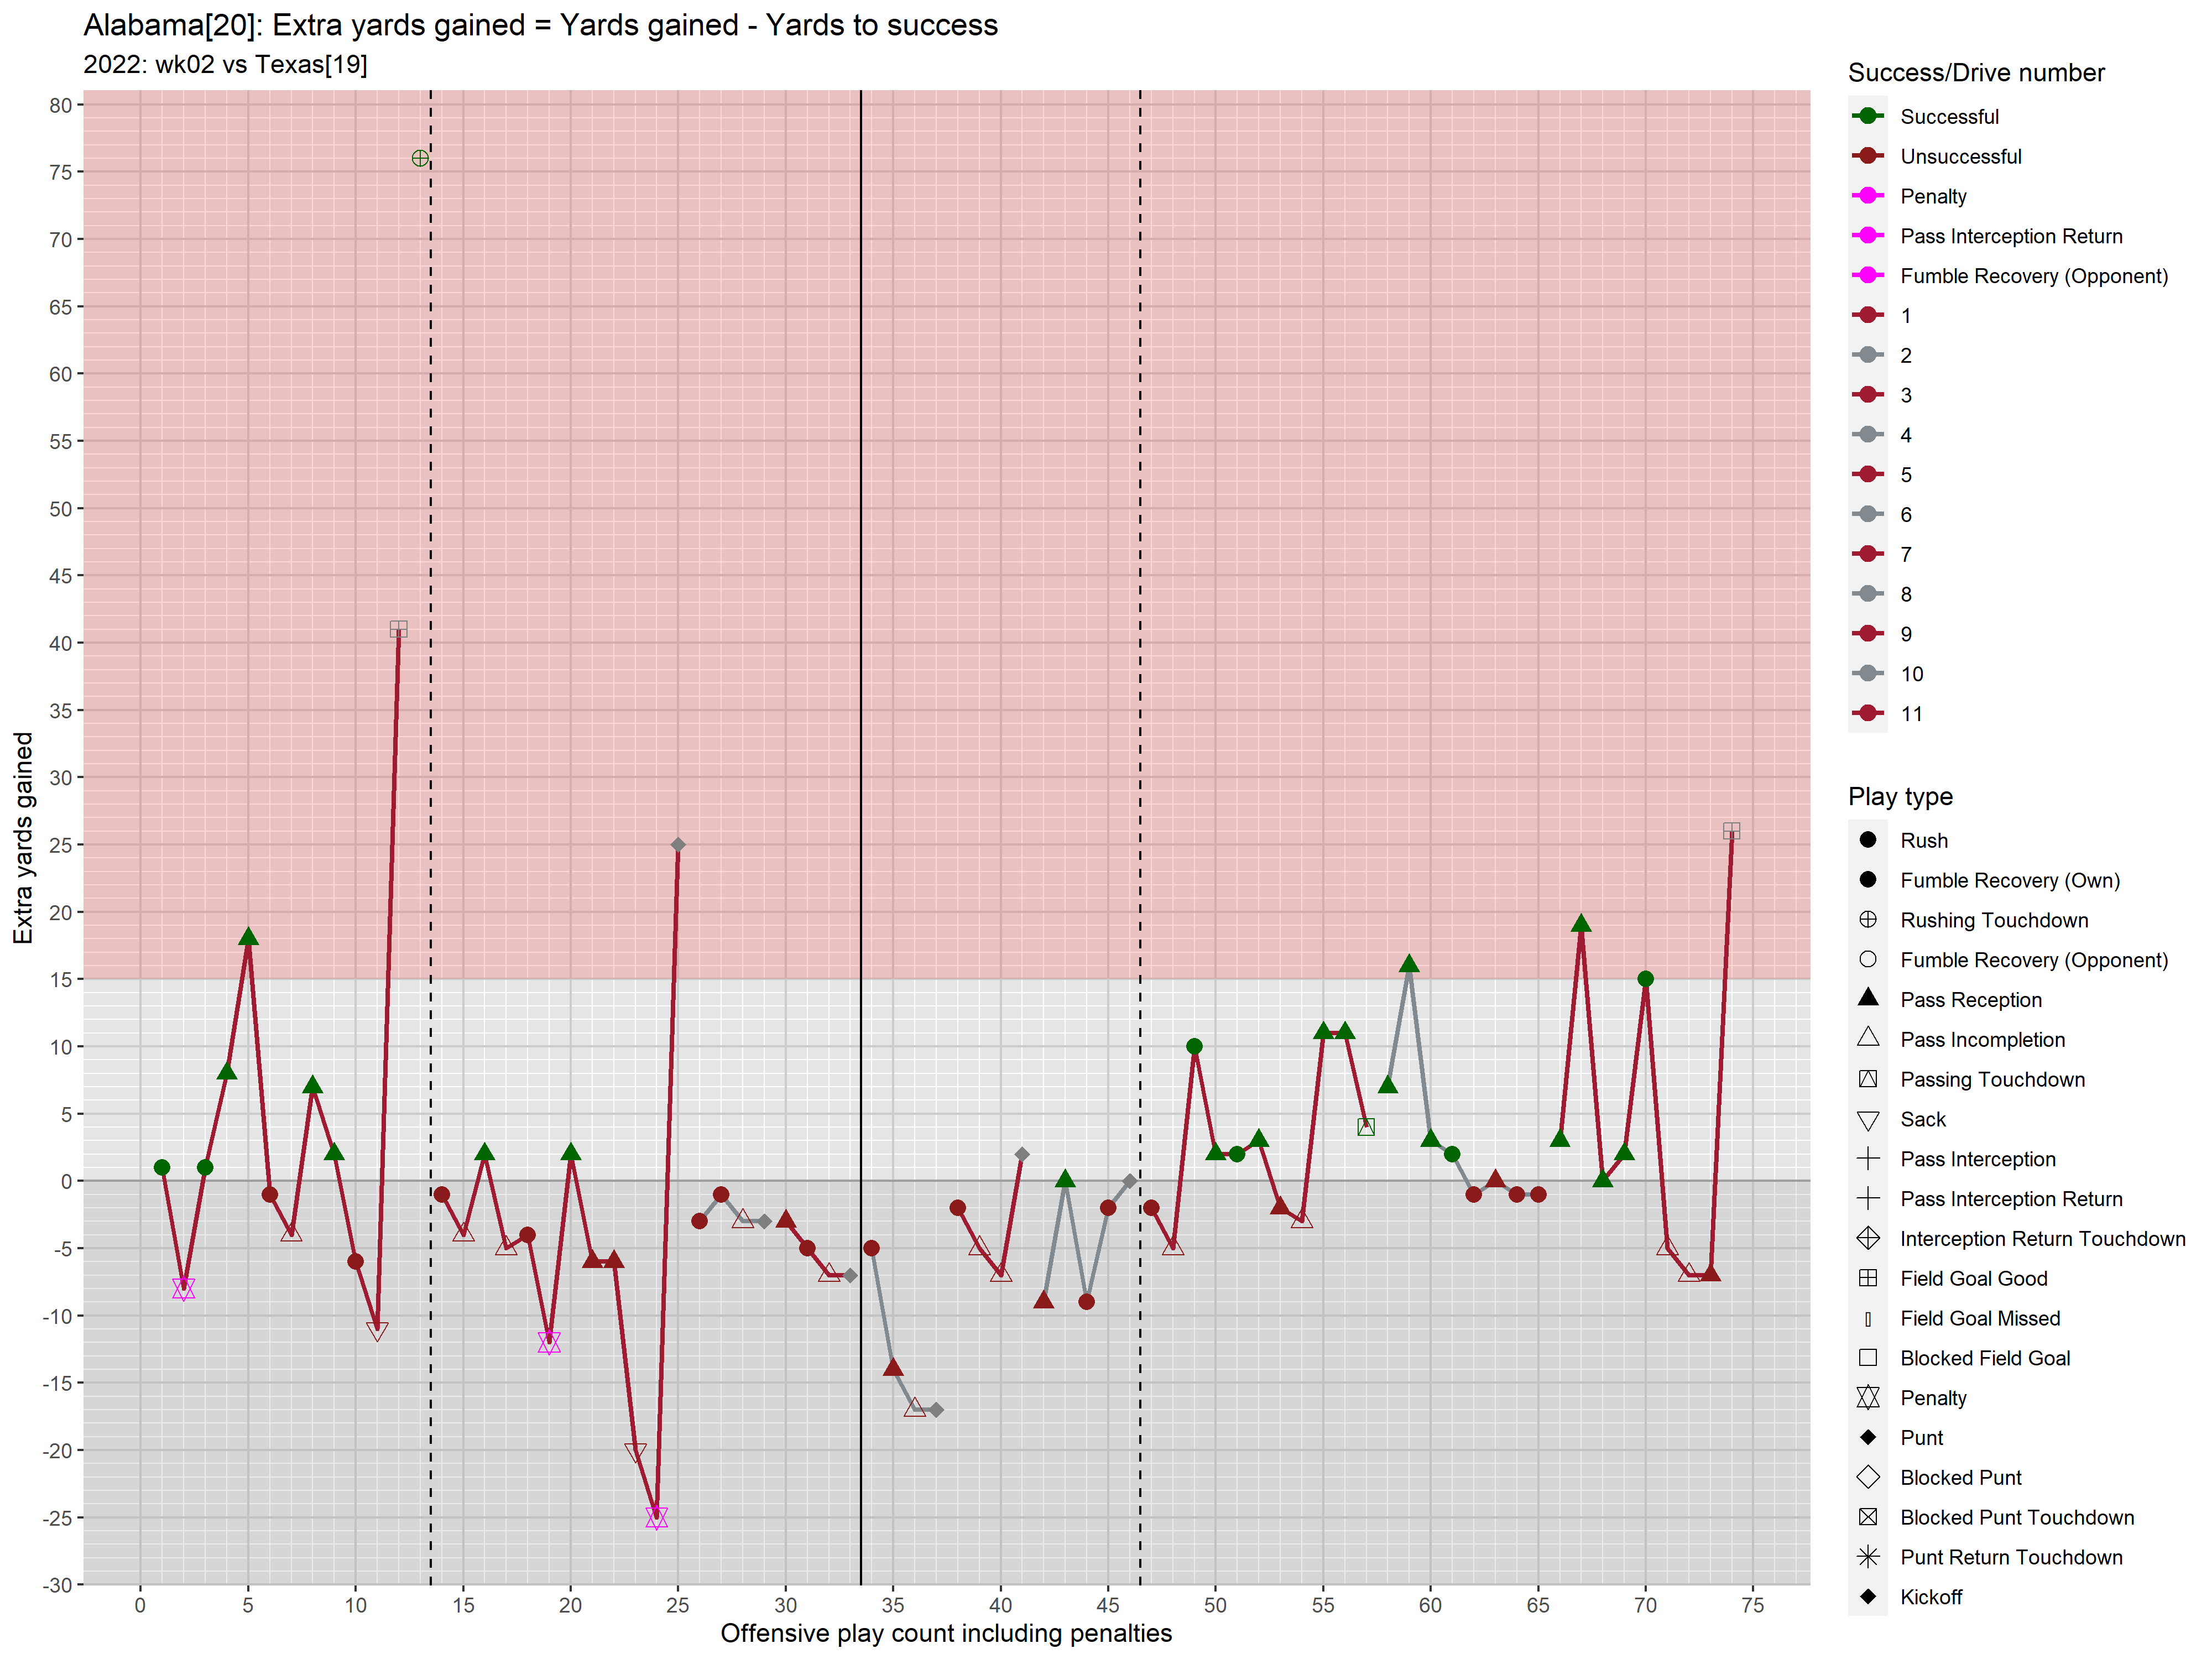 Alabama[20]: Extra yards gained = Yards gained - Yards to success
2022: wk02 vs Texas[19]
Extra yards gained
80
75
70
65
60
55
50
45
40
35
30
25
20
15
10
5
0
-5
-10
-15
-20
-25
-30
0 5 10 15 20 25 30 35 40 45 50 55 60 65 70 75
Offensive play count including penalties
Success/Drive number
Successful
Unsuccessful
Penalty
Pass Interception Return
Fumble Recovery (Opponent)
1
2
3
4
5
6
7
8
9
10
11
Play type
Rush
Fumble Recovery (Own)
Rushing Touchdown
Fumble Recovery (Opponent)
Pass Reception
Pass Incompletion
Passing Touchdown
Sack
Pass Interception
Pass Interception Return
Interception Return Touchdown
Field Goal Good
Field Goal Missed
Blocked Field Goal
Penalty
Punt
Blocked Punt
Blocked Punt Touchdown
Punt Return Touchdown
Kickoff